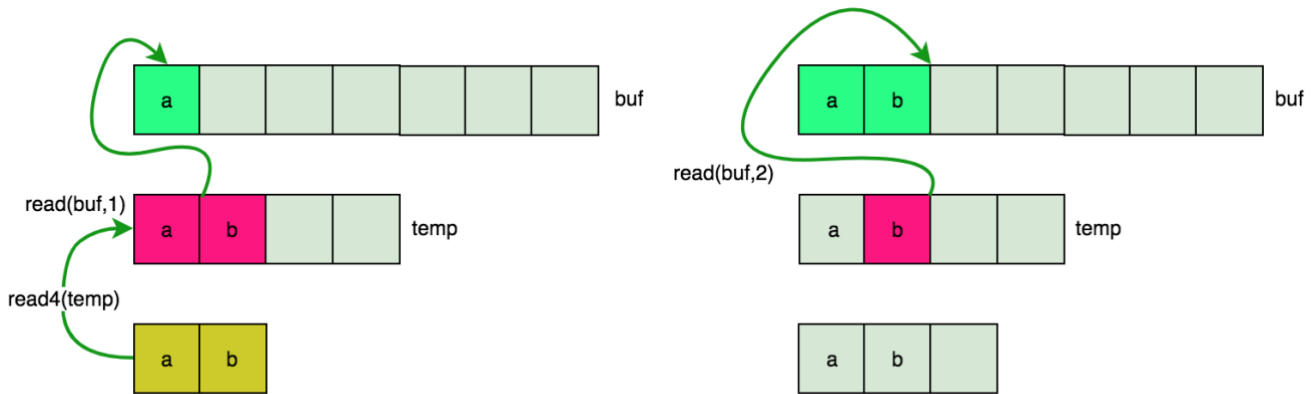 a
buf
read(buf,1)
a b
temp
read4(temp)
a b
a b
buf
read(buf,2)
a b
temp
a b